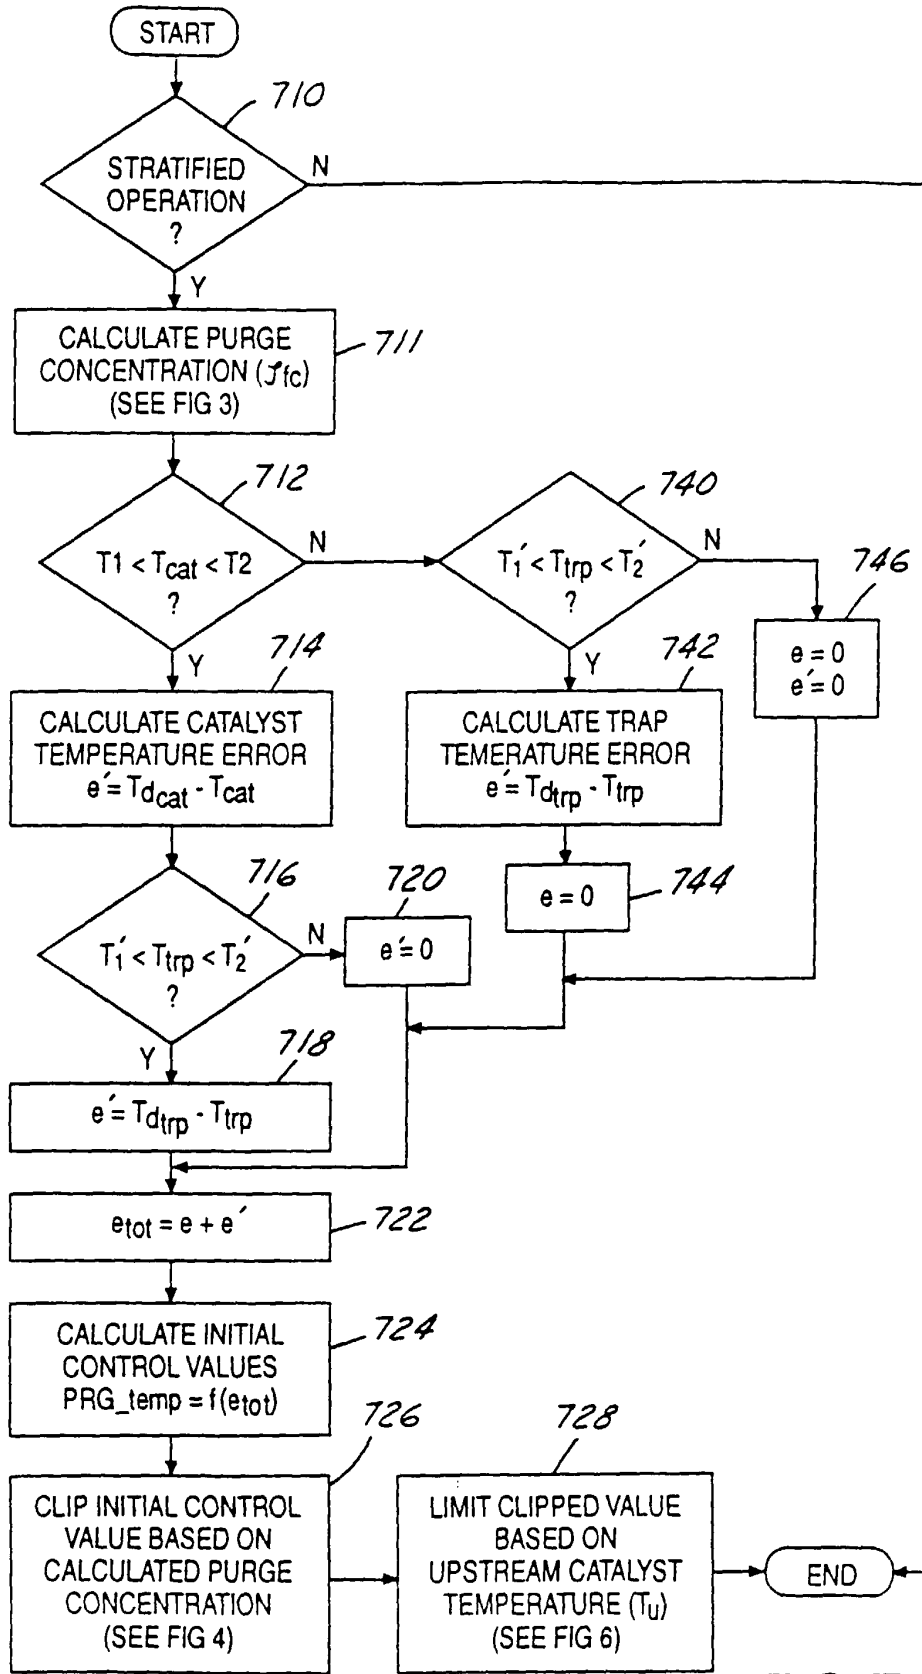 START
710
STRATIFIED
OPERATION
?
N
Y
CALCULATE PURGE
CONCENTRATION (ℐfc)
(SEE FIG 3)
711
712
T1 < Tcat < T2
?
N
Y
740
T1′ < Ttrp < T2′
?
N
Y
746
e = 0
e′ = 0
714
CALCULATE CATALYST
TEMPERATURE ERROR
e′ = Tdcat - Tcat
742
CALCULATE TRAP
TEMERATURE ERROR
e′ = Tdtrp - Ttrp
744
e = 0
716
T1′ < Ttrp < T2′
?
N
Y
720
e′ = 0
718
e′ = Tdtrp - Ttrp
etot = e + e′
722
CALCULATE INITIAL
CONTROL VALUES
PRG_temp = f(etot)
724
726
CLIP INITIAL CONTROL
VALUE BASED ON
CALCULATED PURGE
CONCENTRATION
(SEE FIG 4)
728
LIMIT CLIPPED VALUE
BASED ON
UPSTREAM CATALYST
TEMPERATURE (Tu)
(SEE FIG 6)
END